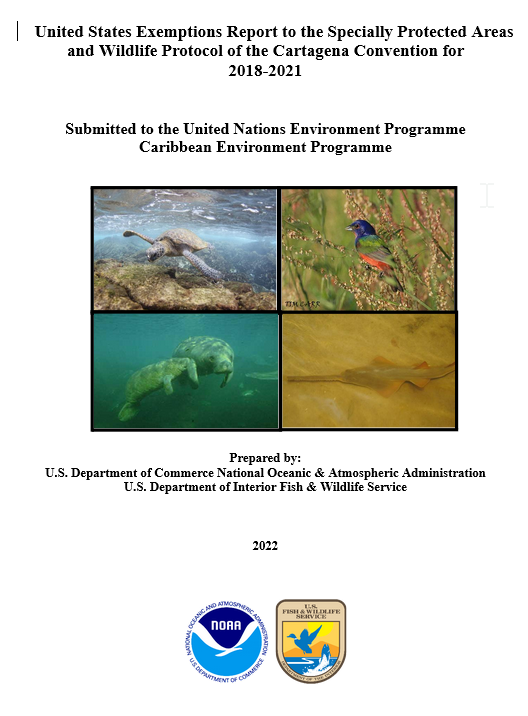 United States Exemptions Report to the Specially Protected Areas
and Wildlife Protocol of the Cartagena Convention for
2018-2021
Submitted to the United Nations Environment Programme
Caribbean Environment Programme
TIM CARR
Prepared by:
U.S. Department of Commerce National Oceanic & Atmospheric Administration
U.S. Department of Interior Fish & Wildlife Service
2022
NATIONAL OCEANIC AND ATMOSPHERIC ADMINISTRATION
NOAA
U.S. DEPARTMENT OF COMMERCE
U.S.
FISH & WILDLIFE
SERVICE
DEPARTMENT OF THE INTERIOR